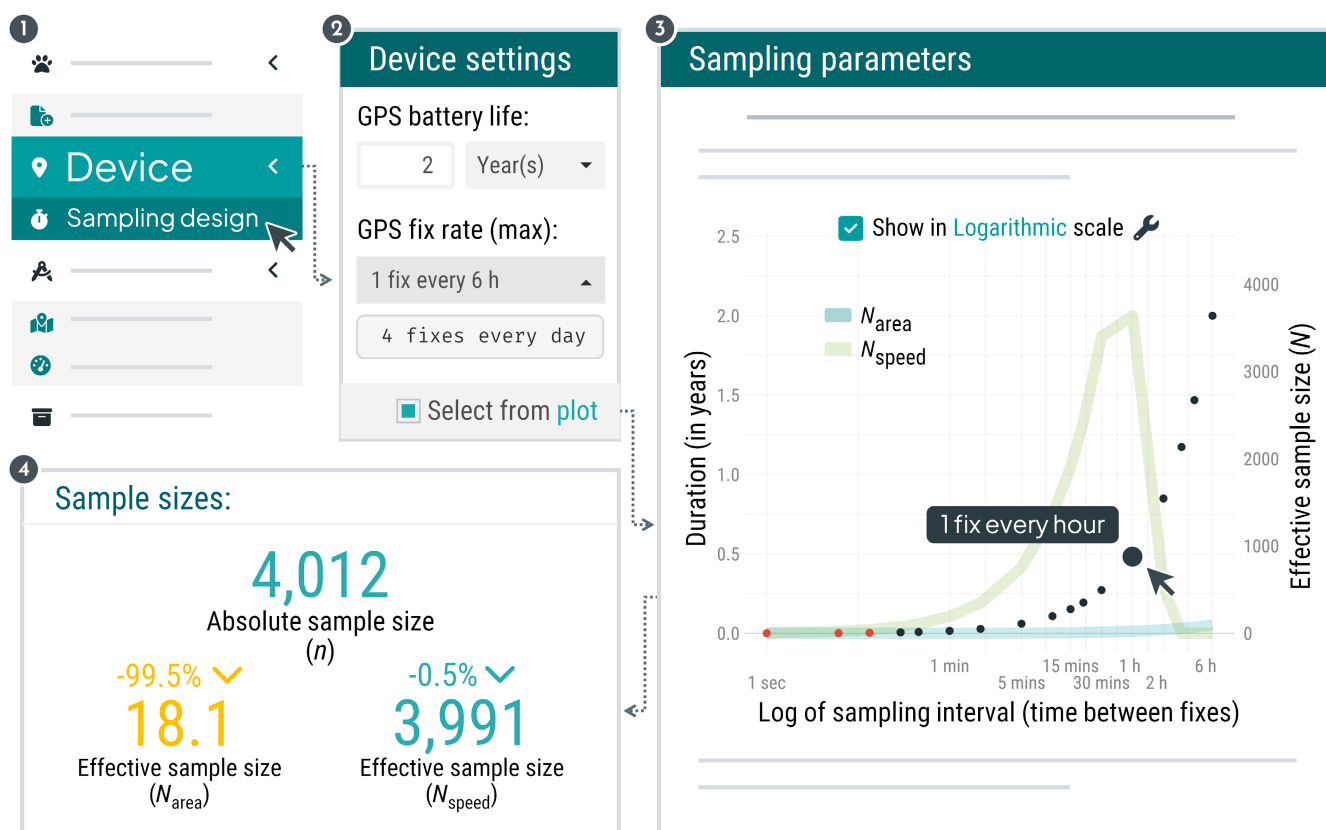 1
Device
Sampling design
2
Device settings
GPS battery life:
2 Year(s)
GPS fix rate (max):
1 fix every 6 h
4 fixes every day
Select from plot
3
Sampling parameters
Show in Logarithmic scale
N area
N speed
Duration (in years)
2.5
2.0
1.5
1.0
0.5
0.0
1 fix every hour
Effective sample size (N)
4000
3000
2000
1000
0
1 min 15 mins 1 h 6 h
1 sec 5 mins 30 mins 2 h
Log of sampling interval (time between fixes)
4
Sample sizes:
4,012
Absolute sample size
(n)
-99.5%
18.1
Effective sample size
(N area)
-0.5%
3,991
Effective sample size
(N speed)